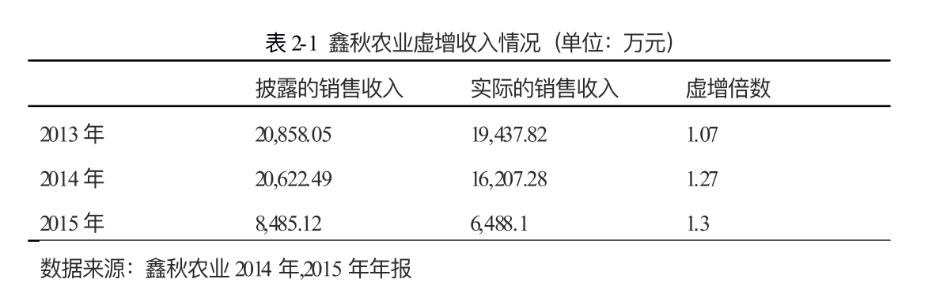 表 2-1 鑫秋农业虚增收入情况（单位：万元）
披露的销售收入 实际的销售收入 虚增倍数
2013 年 20,858.05 19,437.82 1.07
2014 年 20,622.49 16,207.28 1.27
2015 年 8,485.12 6,488.1 1.3
数据来源：鑫秋农业 2014 年,2015 年年报